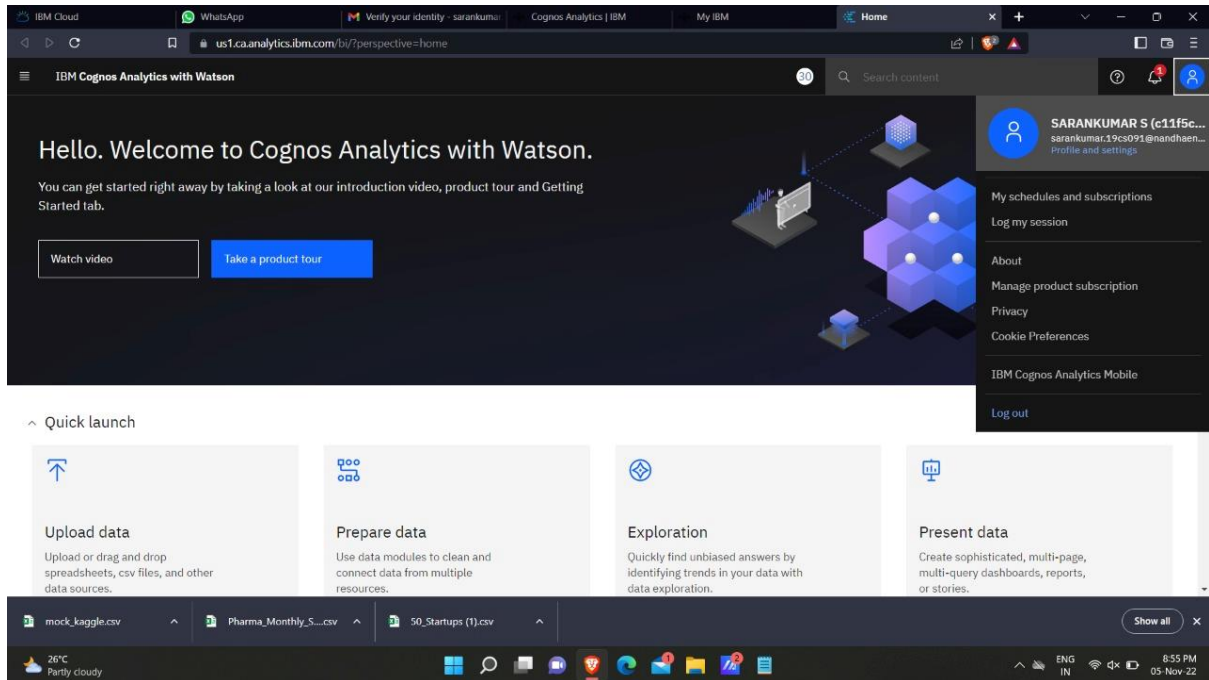 IBM Cloud
WhatsApp
Verify your identity - sarankumar
Cognos Analytics | IBM
My IBM
Home
us1.ca.analytics.ibm.com/bi/?perspective=home
IBM Cognos Analytics with Watson
30
Search content
1
SARANKUMAR S (c11f5c...
sarankumar.19cs091@nandhaen...
Profile and settings
My schedules and subscriptions
Log my session
About
Manage product subscription
Privacy
Cookie Preferences
IBM Cognos Analytics Mobile
Log out
Hello. Welcome to Cognos Analytics with Watson.
You can get started right away by taking a look at our introduction video, product tour and Getting
Started tab.
Watch video
Take a product tour
Quick launch
Upload data
Upload or drag and drop
spreadsheets, csv files, and other
data sources.
Prepare data
Use data modules to clean and
connect data from multiple
resources.
Exploration
Quickly find unbiased answers by
identifying trends in your data with
data exploration.
Present data
Create sophisticated, multi-page,
multi-query dashboards, reports,
or stories.
mock_kaggle.csv
Pharma_Monthly_S....csv
50_Startups (1).csv
Show all
26°C
Partly cloudy
ENG
IN
8:55 PM
05-Nov-22